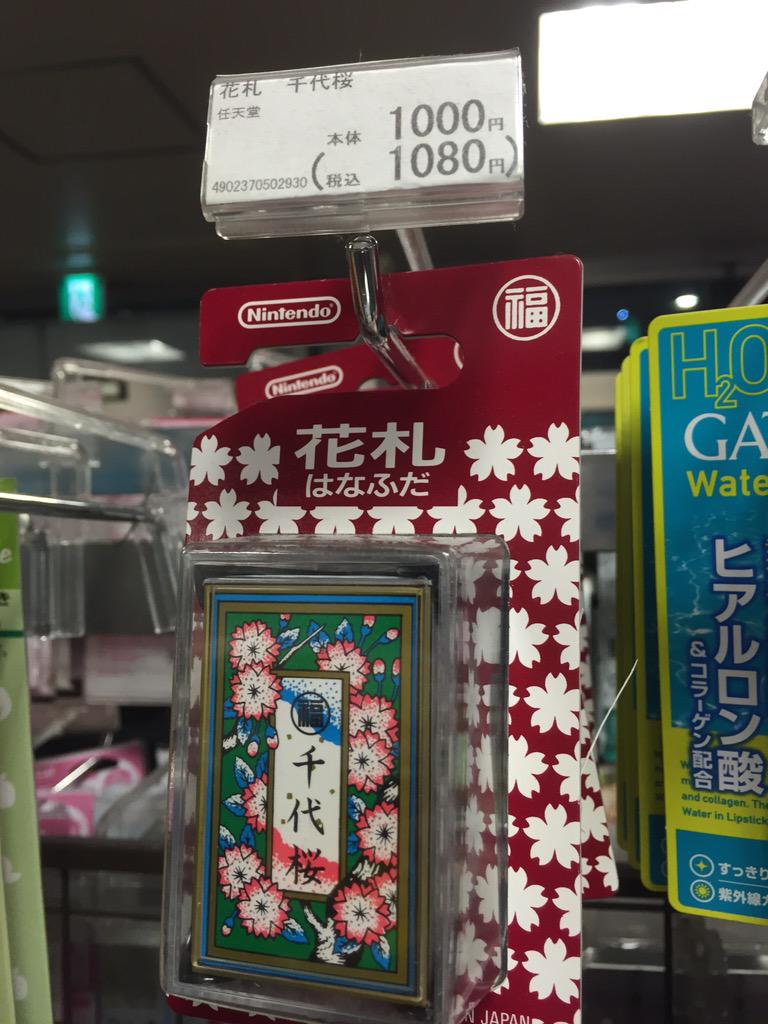 花札 千代桜
任天堂
本体 1000円
4902370502930 (税込 1080円)
Nintendo
福
Nintendo
花札
はなふだ
福
千代桜
N JAPAN
H2O
GA
Wate
ヒアルロン酸
&コラーゲン配合
and collagen. The
Water in Lipstick
すっきり
紫外線